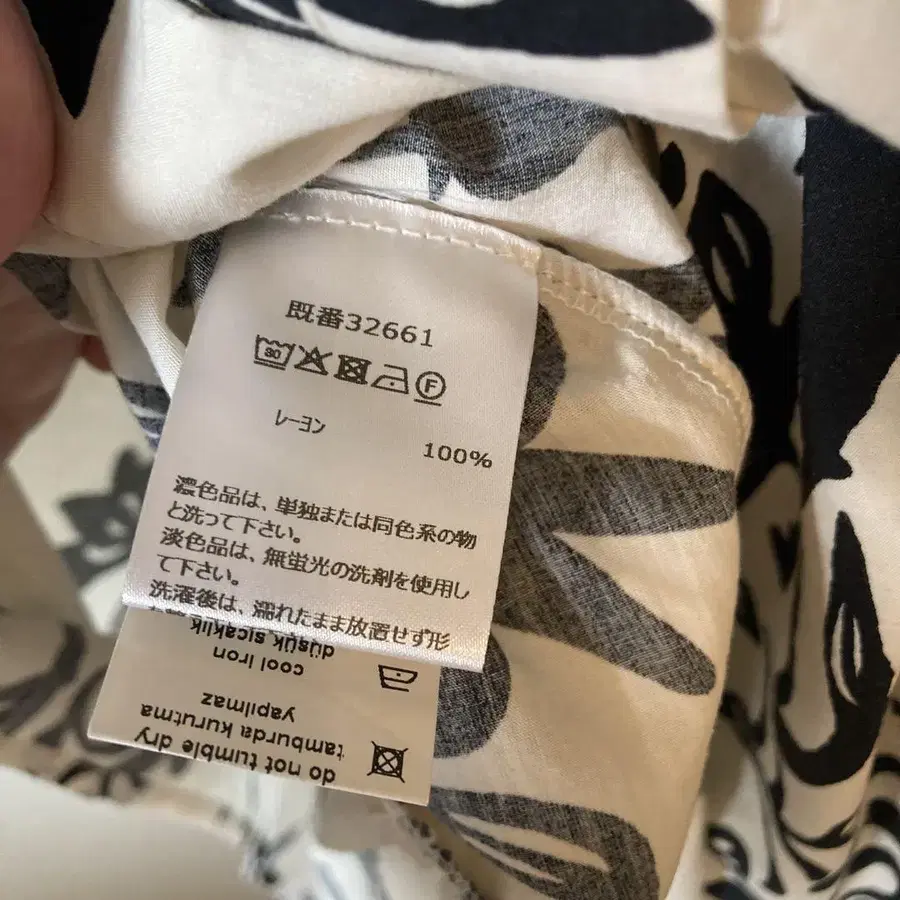 既番32661
30
F
レーヨン
100%
濃色品は、単独または同色系の物
と洗って下さい。
淡色品は、無蛍光の洗剤を使用し
て下さい。
洗濯後は、濡れたまま放置せず形
do not tumble dry
tamburda kurutma
yapılmaz
cool iron
düşük sıcaklık